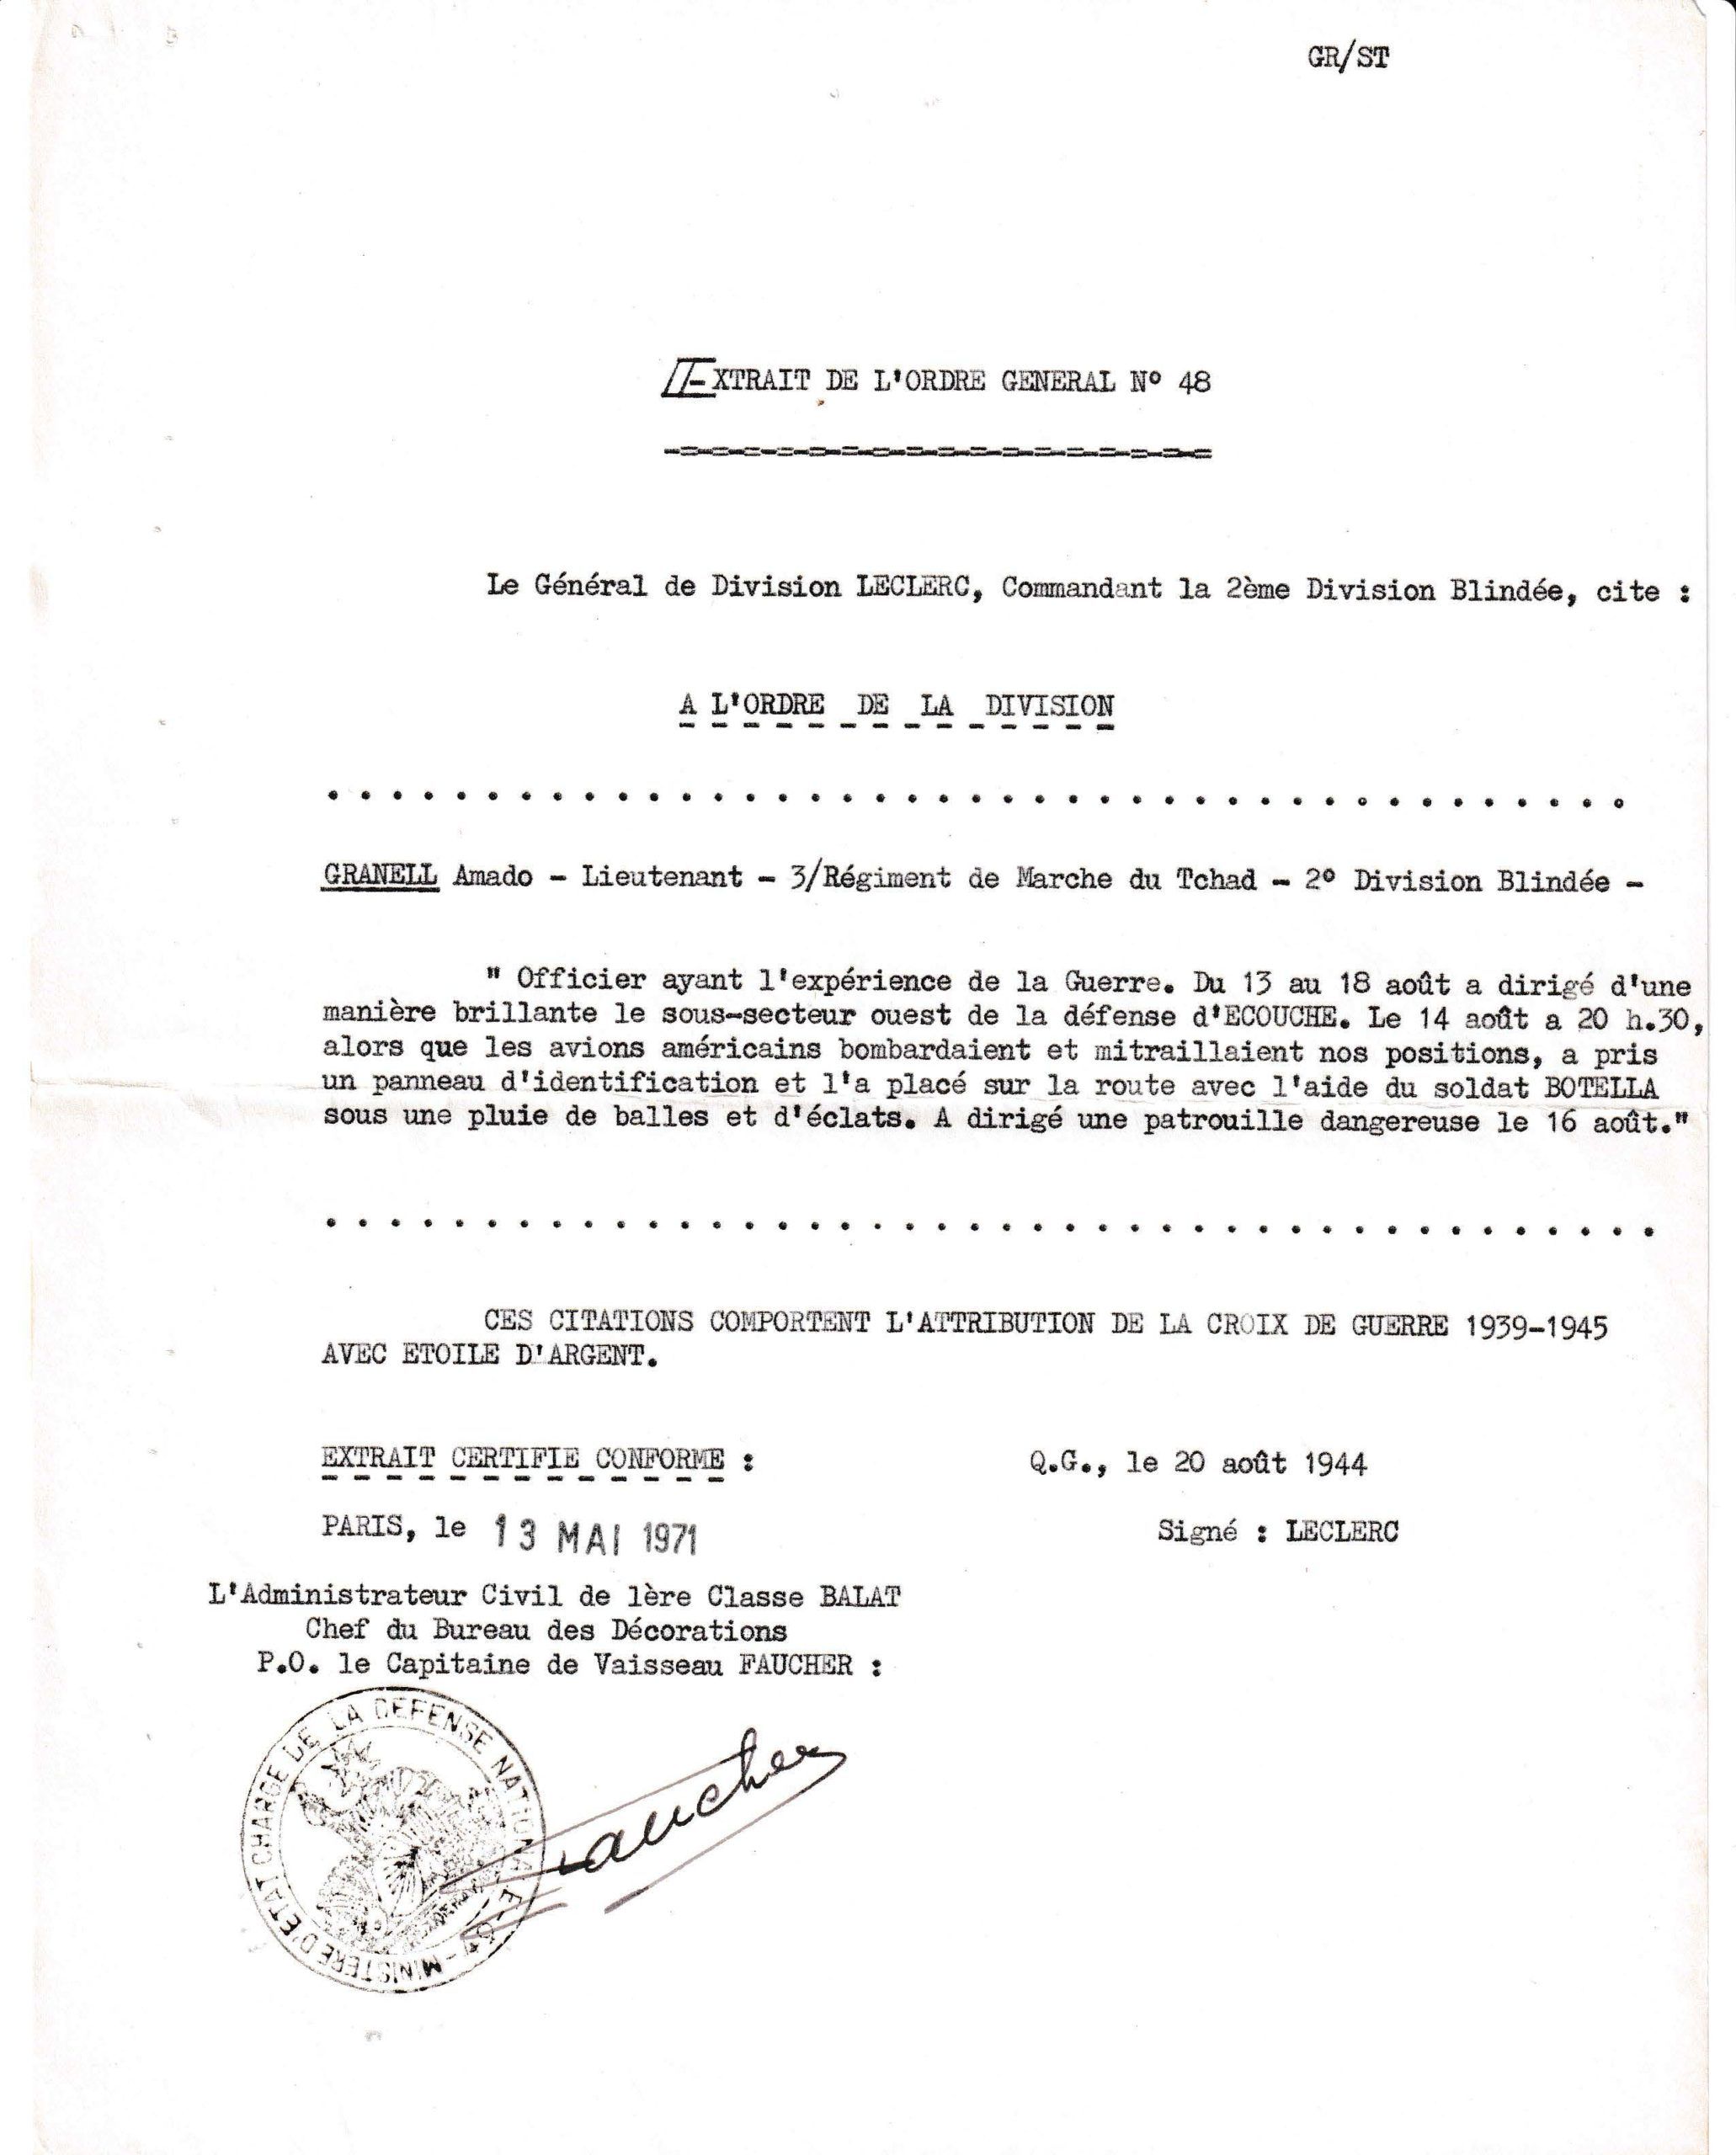 GR/ST
EXTRAIT DE L'ORDRE GENERAL Nº 48
Le Général de Division LECLERC, Commandant la 2ème Division Blindée, cite :
A L'ORDRE DE LA DIVISION
GRANELL Amado - Lieutenant - 3/Régiment de Marche du Tchad - 2º Division Blindée -
" Officier ayant l'expérience de la Guerre. Du 13 au 18 août a dirigé d'une
manière brillante le sous-secteur ouest de la défense d'ECOUCHE. Le 14 août a 20 h.30,
alors que les avions américains bombardaient et mitraillaient nos positions, a pris
un panneau d'identification et l'a placé sur la route avec l'aide du soldat BOTELLA
sous une pluie de balles et d'éclats. A dirigé une patrouille dangereuse le 16 août."
CES CITATIONS COMPORTENT L'ATTRIBUTION DE LA CROIX DE GUERRE 1939-1945
AVEC ETOILE D'ARGENT.
EXTRAIT CERTIFIE CONFORME :
Q.G., le 20 août 1944
PARIS, le 13 MAI 1971
Signé : LECLERC
L'Administrateur Civil de 1ère Classe BALAT
Chef du Bureau des Décorations
P.O. le Capitaine de Vaisseau FAUCHER :
MINISTERE D'ETAT CHARGE DE LA DEFENSE NATIONALE
Faucher